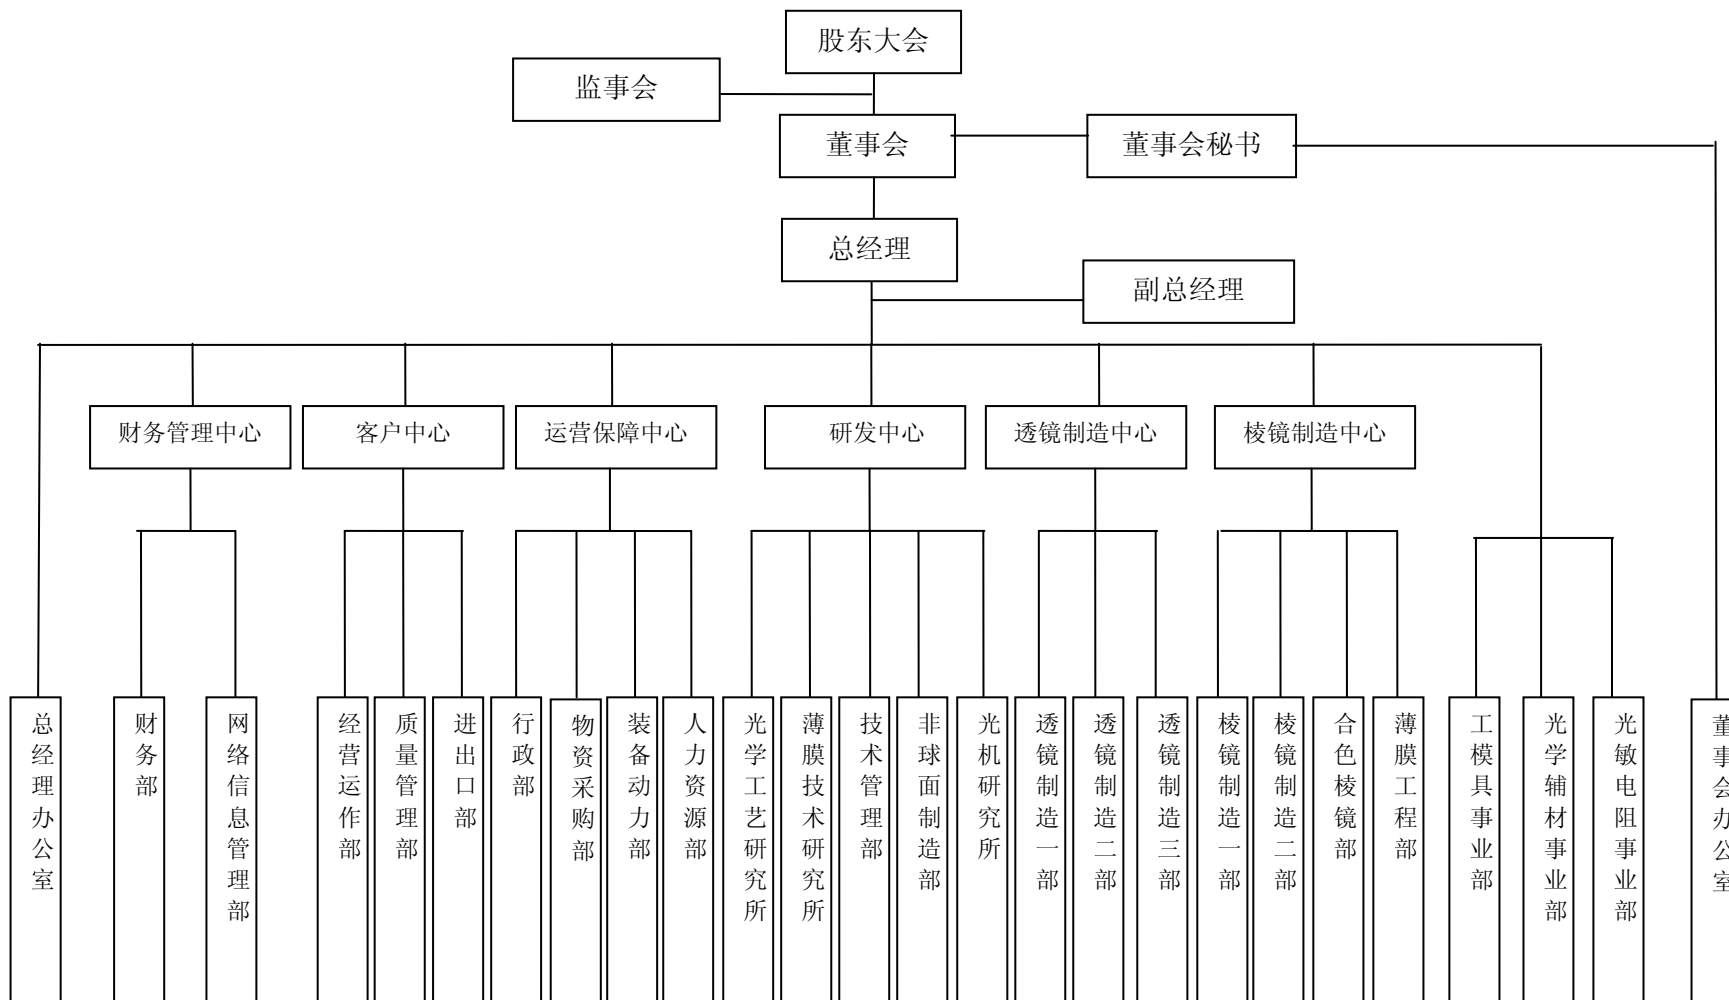 股东大会
监事会
董事会
董事会秘书
总经理
副总经理
财务管理中心
客户中心
运营保障中心
研发中心
透镜制造中心
棱镜制造中心
总经理办公室
财务部
网络信息管理部
经营运作部
质量管理部
进出口部
行政部
物资采购部
装备动力部
人力资源部
光学工艺研究所
薄膜技术研究所
技术管理部
非球面制造部
光机研究所
透镜制造一部
透镜制造二部
透镜制造三部
棱镜制造一部
棱镜制造二部
合色棱镜部
薄膜工程部
工模具事业部
光学辅材事业部
光敏电阻事业部
董事会办公室